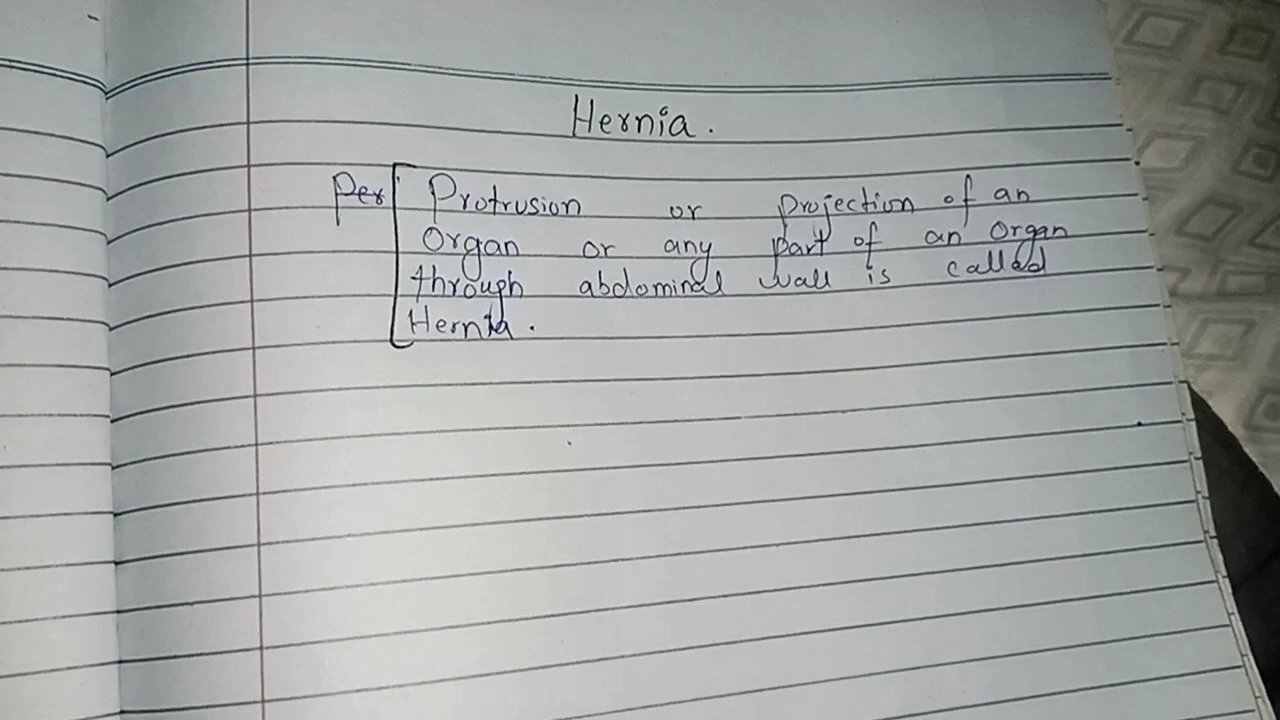 Hernia.
Per Protrusion or projection of an
Organ or any part of an Organ
through abdominal wall is called
Hernia.